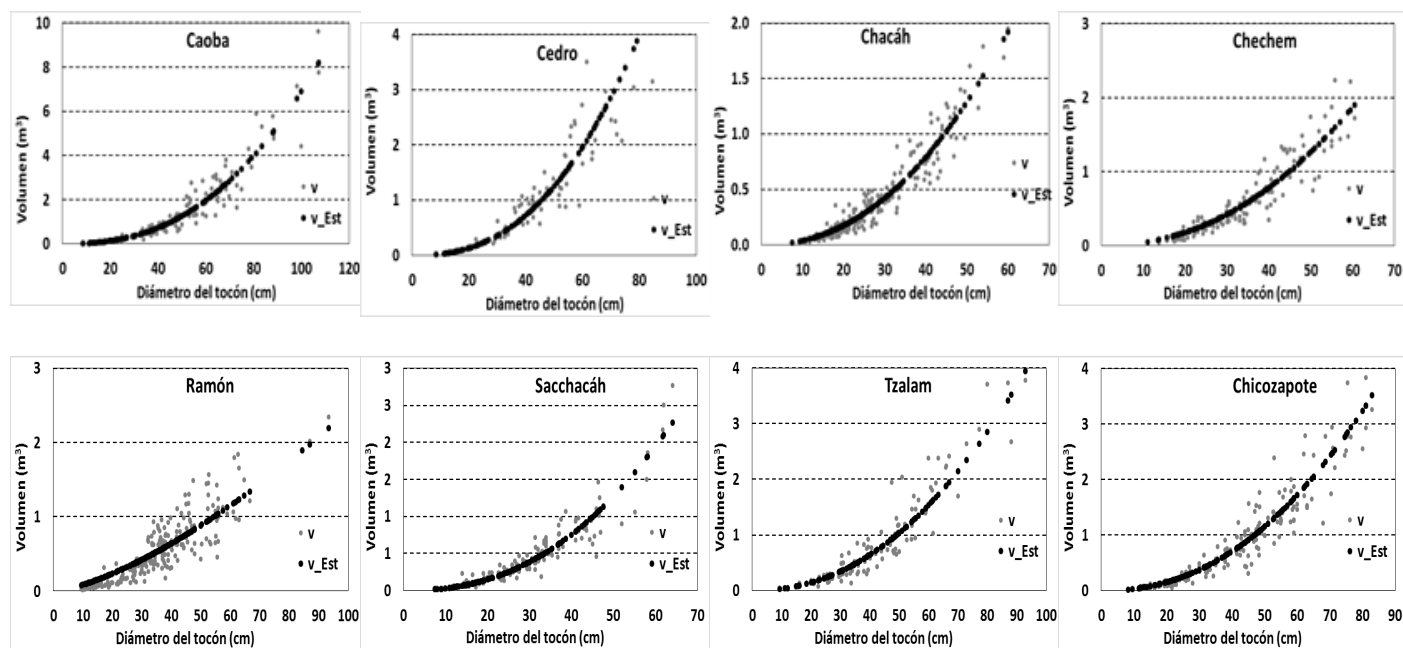 Caoba
Volumen (m³)
10
8
6
4
2
0
v
v_Est
0 20 40 60 80 100 120
Diámetro del tocón (cm)
Cedro
Volumen (m³)
4
3
2
1
0
v
v_Est
0 20 40 60 80 100
Diámetro del tocón (cm)
Chacáh
Volumen (m³)
2.0
1.5
1.0
0.5
0.0
v
v_Est
0 10 20 30 40 50 60 70
Diámetro del tocón (cm)
Chechem
Volumen (m³)
3
2
1
0
v
v_Est
0 10 20 30 40 50 60 70
Diámetro del tocón (cm)
Ramón
Volumen (m³)
3
2
1
0
v
v_Est
0 10 20 30 40 50 60 70 80 90 100
Diámetro del tocón (cm)
Sacchacáh
Volumen (m³)
3
3
2
2
1
1
0
v
v_Est
0 10 20 30 40 50 60 70
Diámetro del tocón (cm)
Tzalam
Volumen (m³)
4
3
2
1
0
v
v_Est
0 10 20 30 40 50 60 70 80 90 100
Diámetro del tocón (cm)
Chicozapote
Volumen (m³)
4
3
2
1
0
v
v_Est
0 10 20 30 40 50 60 70 80 90
Diámetro del tocón (cm)